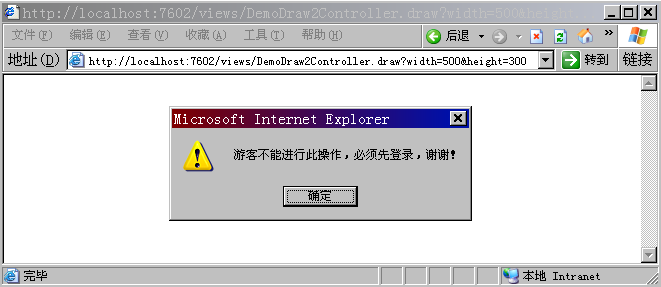 http://localhost:7602/views/DemoDraw2Controller.draw?width=500&height=300
文件(F) 编辑(E) 查看(V) 收藏(A) 工具(T) 帮助(H) » 后退
地址(D) http://localhost:7602/views/DemoDraw2Controller.draw?width=500&height=300 转到 链接
Microsoft Internet Explorer
游客不能进行此操作，必须先登录，谢谢！
确定
完毕 本地 Intranet